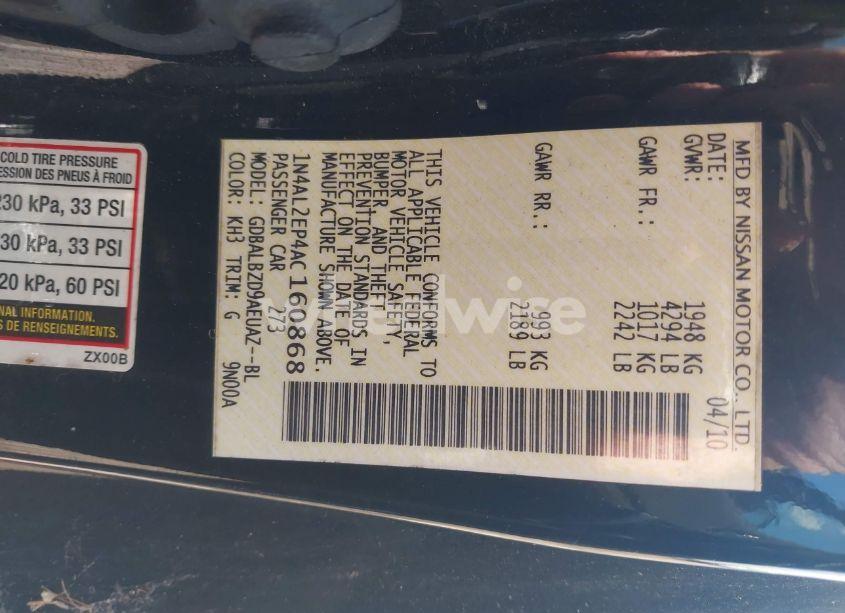 COLD TIRE PRESSURE
ESSION DES PNEUS À FROID
230 kPa, 33 PSI
30 kPa, 33 PSI
20 kPa, 60 PSI
NAL INFORMATION.
S DE RENSEIGNEMENTS.
ZX00B
MFD BY NISSAN MOTOR CO., LTD.
DATE: 04/10
GVWR: 1948 KG
4294 LB
GAWR FR.: 1017 KG
2242 LB
GAWR RR.: 993 KG
2189 LB
THIS VEHICLE CONFORMS TO
ALL APPLICABLE FEDERAL
MOTOR VEHICLE SAFETY,
BUMPER, AND THEFT
PREVENTION STANDARDS IN
EFFECT ON THE DATE OF
MANUFACTURE SHOWN ABOVE.
1N4AL2EP4AC160868
PASSENGER CAR 273
MODEL: GDBALBZD9AEUAZ--BL
COLOR: KH3 TRIM: G 9N00A